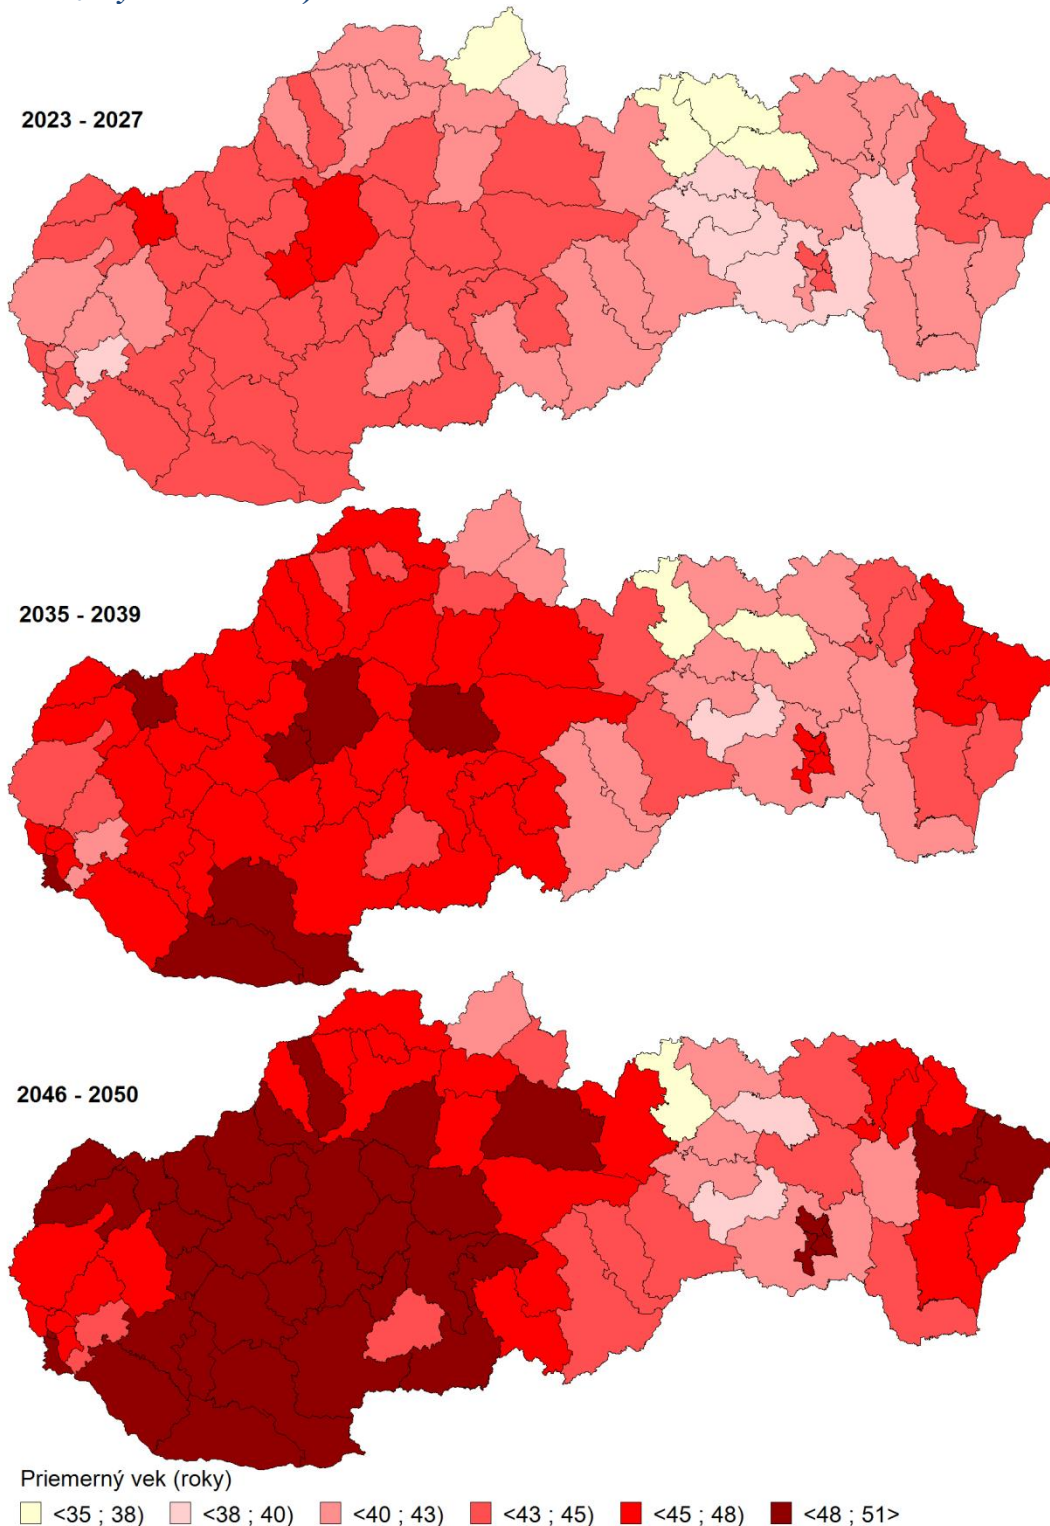 2023 - 2027
2035 - 2039
2046 - 2050
Priemerný vek (roky)
<35 ; 38) <38 ; 40) <40 ; 43) <43 ; 45) <45 ; 48) <48 ; 51>